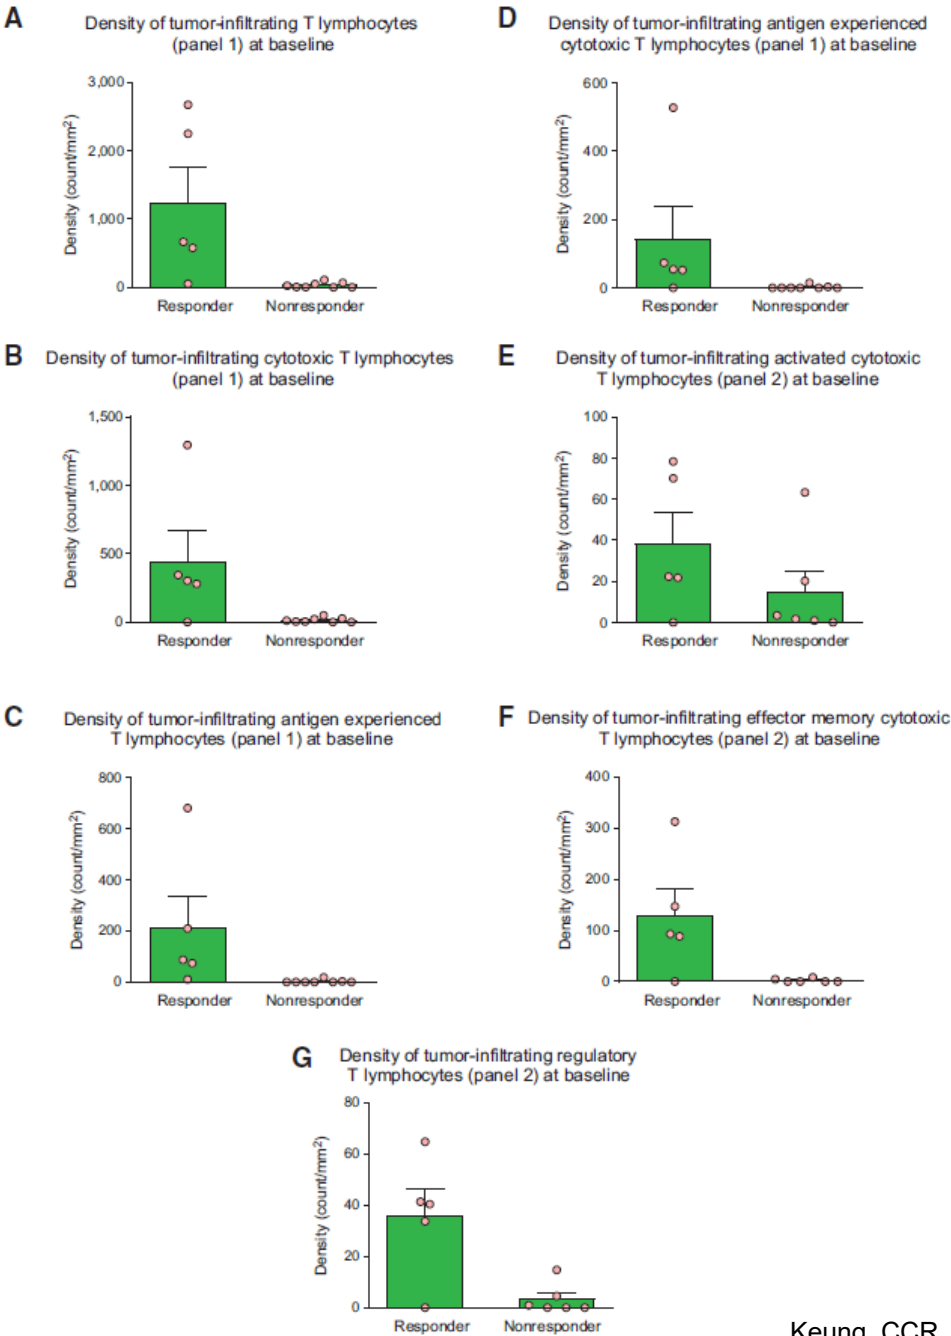 A
Density of tumor-infiltrating T lymphocytes
(panel 1) at baseline
Density (count/mm²)
3,000
2,000
1,000
0
Responder
Nonresponder
D
Density of tumor-infiltrating antigen experienced
cytotoxic T lymphocytes (panel 1) at baseline
Density (count/mm²)
600
400
200
0
Responder
Nonresponder
B
Density of tumor-infiltrating cytotoxic T lymphocytes
(panel 1) at baseline
Density (count/mm²)
1,500
1,000
500
0
Responder
Nonresponder
E
Density of tumor-infiltrating activated cytotoxic
T lymphocytes (panel 2) at baseline
Density (count/mm²)
100
80
60
40
20
0
Responder
Nonresponder
C
Density of tumor-infiltrating antigen experienced
T lymphocytes (panel 1) at baseline
Density (count/mm²)
800
600
400
200
0
Responder
Nonresponder
F
Density of tumor-infiltrating effector memory cytotoxic
T lymphocytes (panel 2) at baseline
Density (count/mm²)
400
300
200
100
0
Responder
Nonresponder
G
Density of tumor-infiltrating regulatory
T lymphocytes (panel 2) at baseline
Density (count/mm²)
80
60
40
20
0
Responder
Nonresponder
Keung, CCR